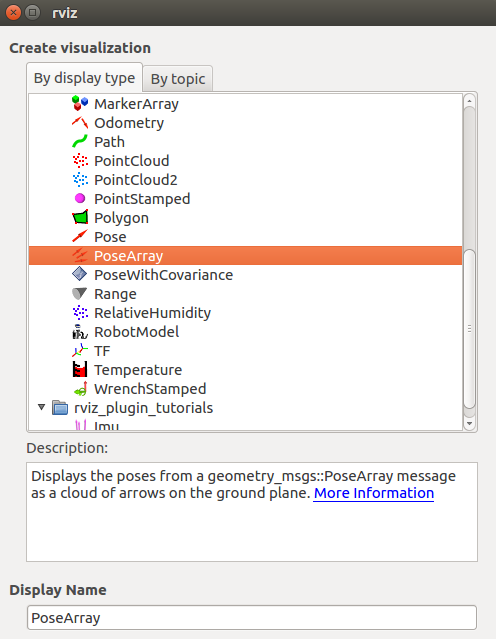 rviz
Create visualization
By display type
By topic
MarkerArray
Odometry
Path
PointCloud
PointCloud2
PointStamped
Polygon
Pose
PoseArray
PoseWithCovariance
Range
RelativeHumidity
RobotModel
TF
Temperature
WrenchStamped
rviz_plugin_tutorials
Imu
Description:
Displays the poses from a geometry_msgs::PoseArray message
as a cloud of arrows on the ground plane. More Information
Display Name
PoseArray